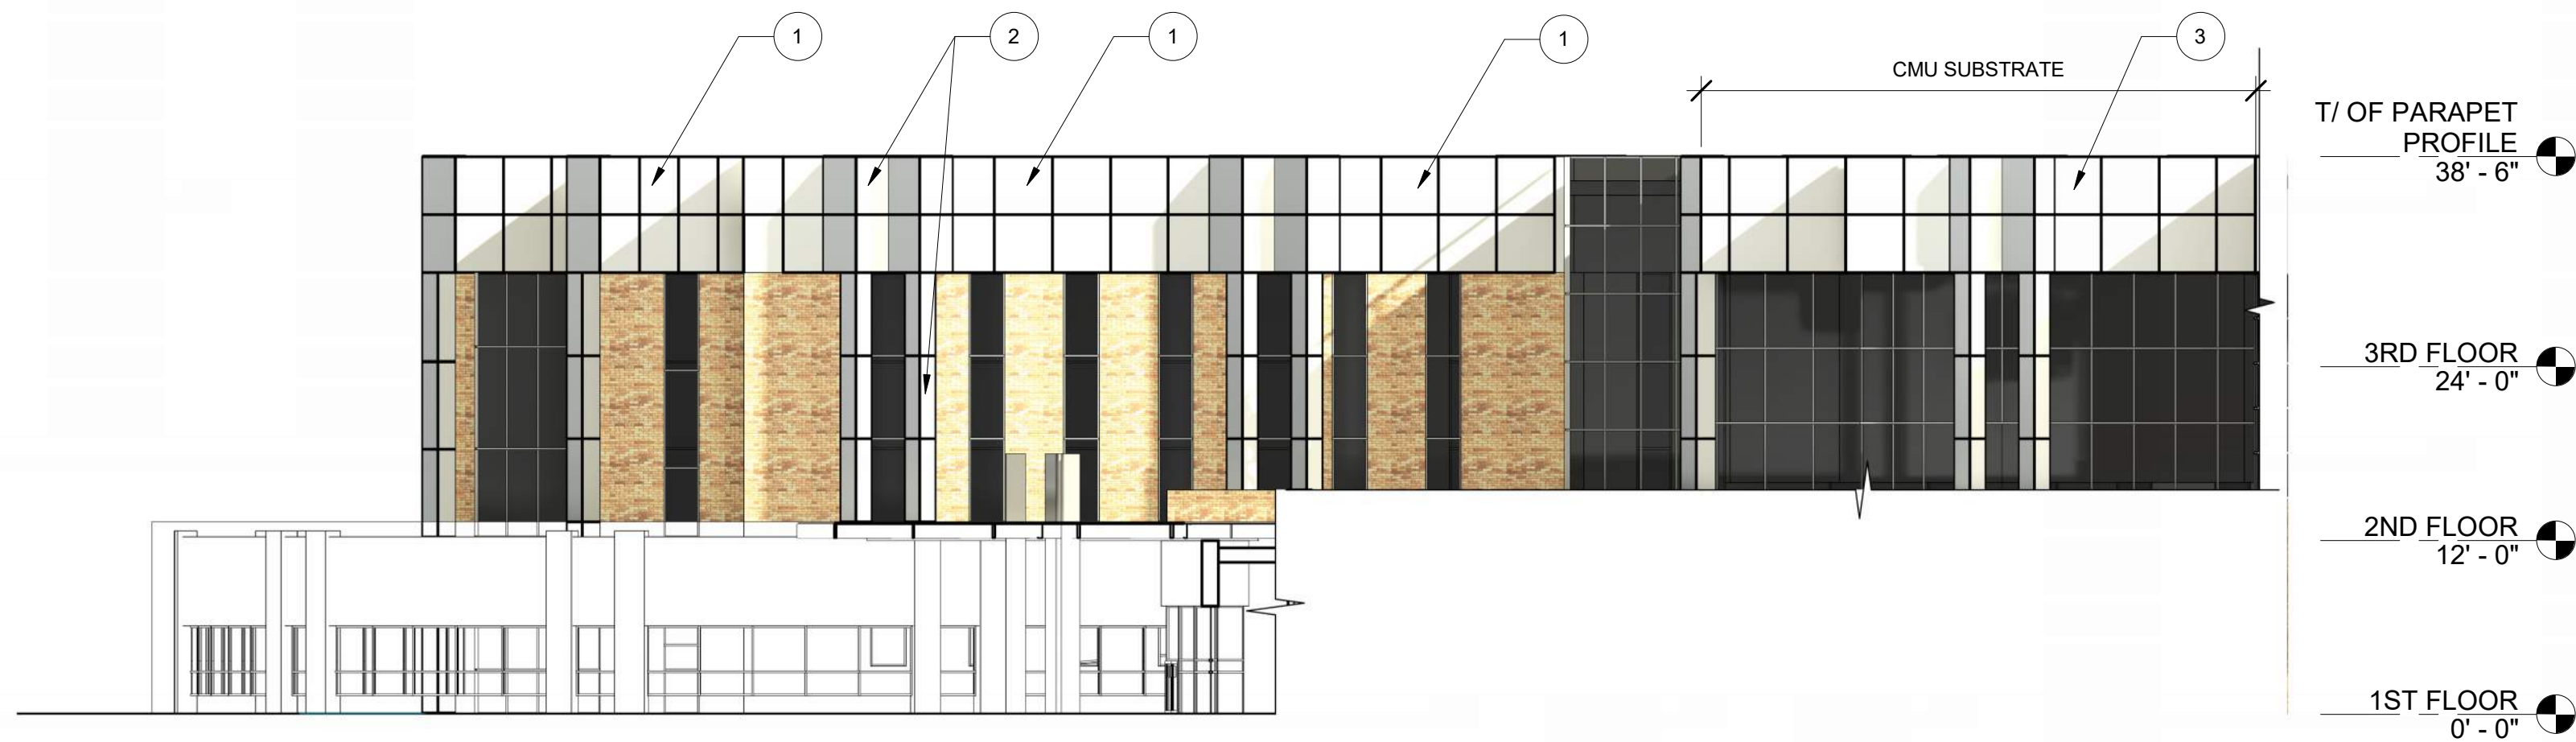 1
2
1
1
3
CMU SUBSTRATE
T/ OF PARAPET
PROFILE
38' - 6"
3RD FLOOR
24' - 0"
2ND FLOOR
12' - 0"
1ST FLOOR
0' - 0"